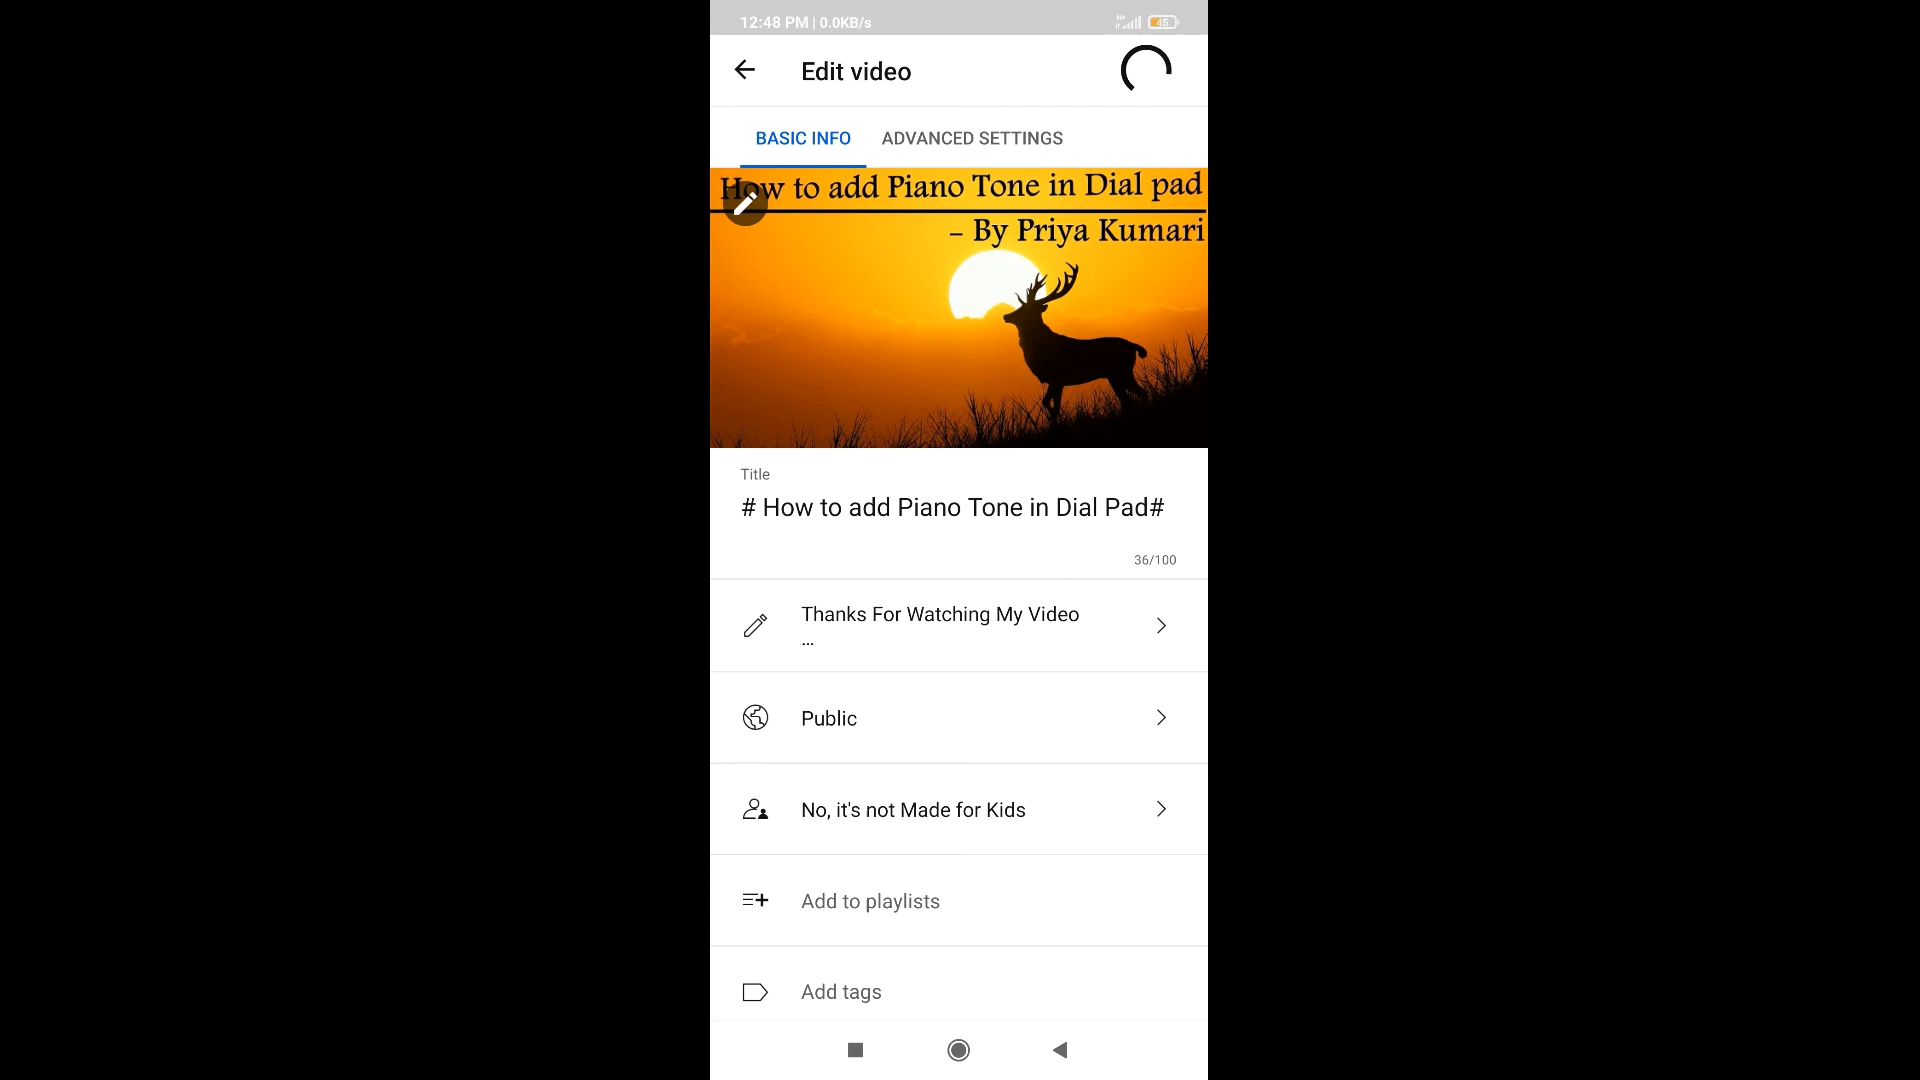 12:48 PM | 0.0KB/s
45
Edit video
BASIC INFO ADVANCED SETTINGS
How to add Piano Tone in Dial pad
– By Priya Kumari
Title
# How to add Piano Tone in Dial Pad#
36/100
Thanks For Watching My Video
...
Public
No, it's not Made for Kids
Add to playlists
Add tags